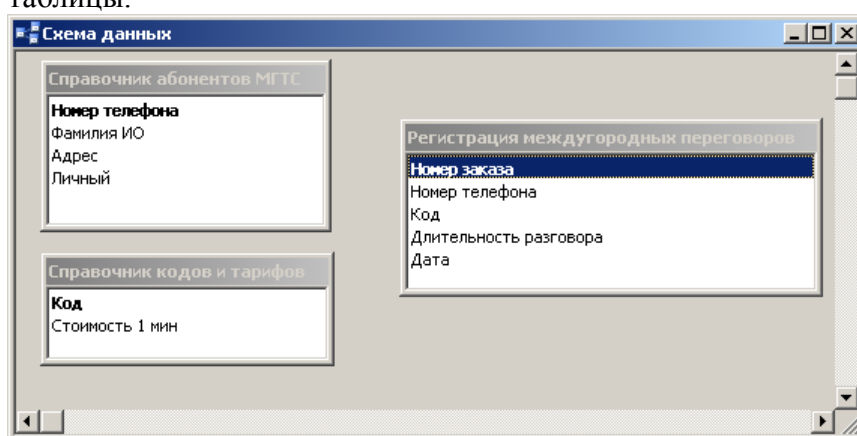 таблицы.
Схема данных
Справочник абонентов МГТС
Номер телефона
Фамилия ИО
Адрес
Личный
Регистрация междугородных переговоров
Номер заказа
Номер телефона
Код
Длительность разговора
Дата
Справочник кодов и тарифов
Код
Стоимость 1 мин